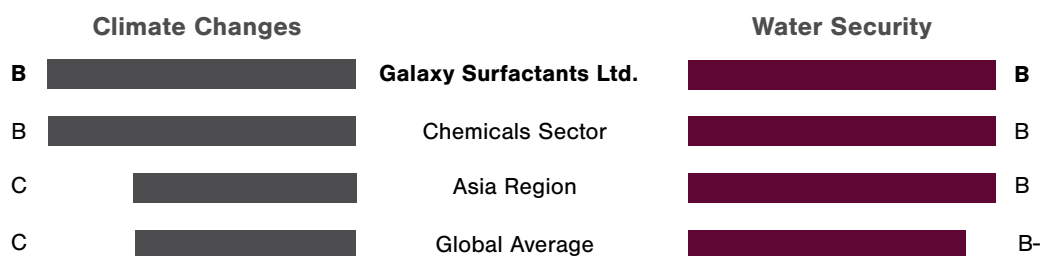 Climate Changes Water Security
B Galaxy Surfactants Ltd. B
B Chemicals Sector B
C Asia Region B
C Global Average B-